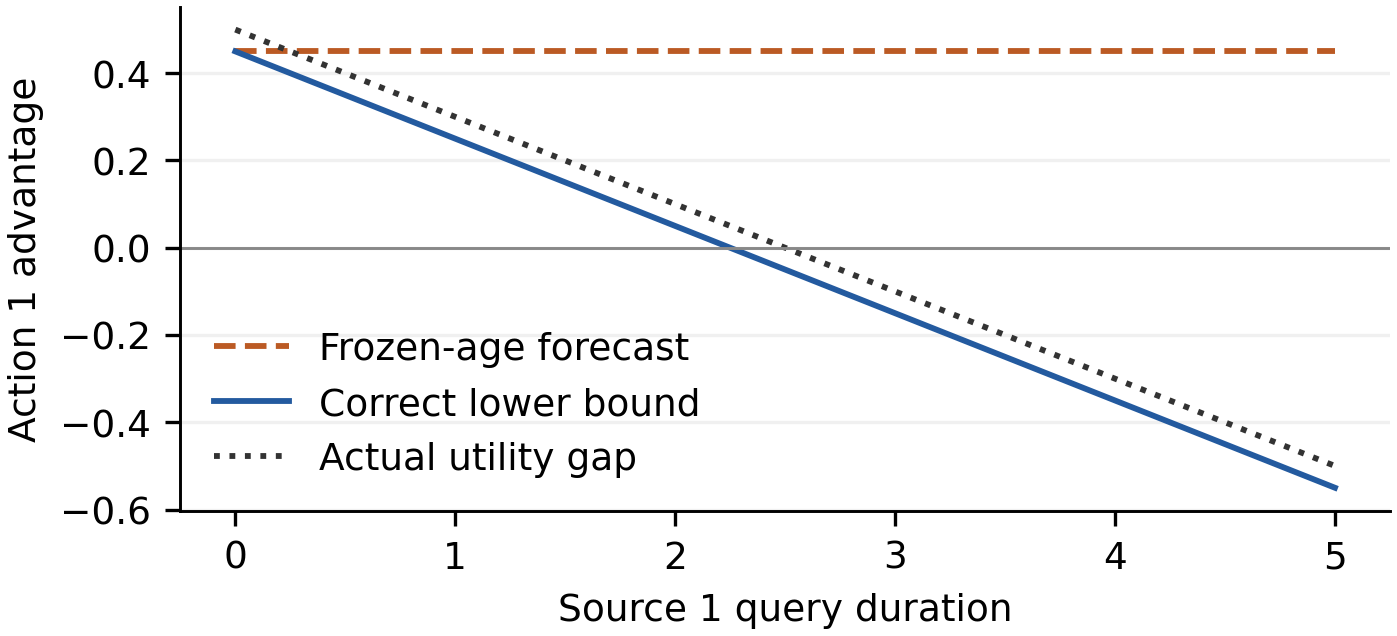 Action 1 advantage
0.4
0.2
0.0
−0.2
−0.4
−0.6
Frozen-age forecast
Correct lower bound
Actual utility gap
0 1 2 3 4 5
Source 1 query duration